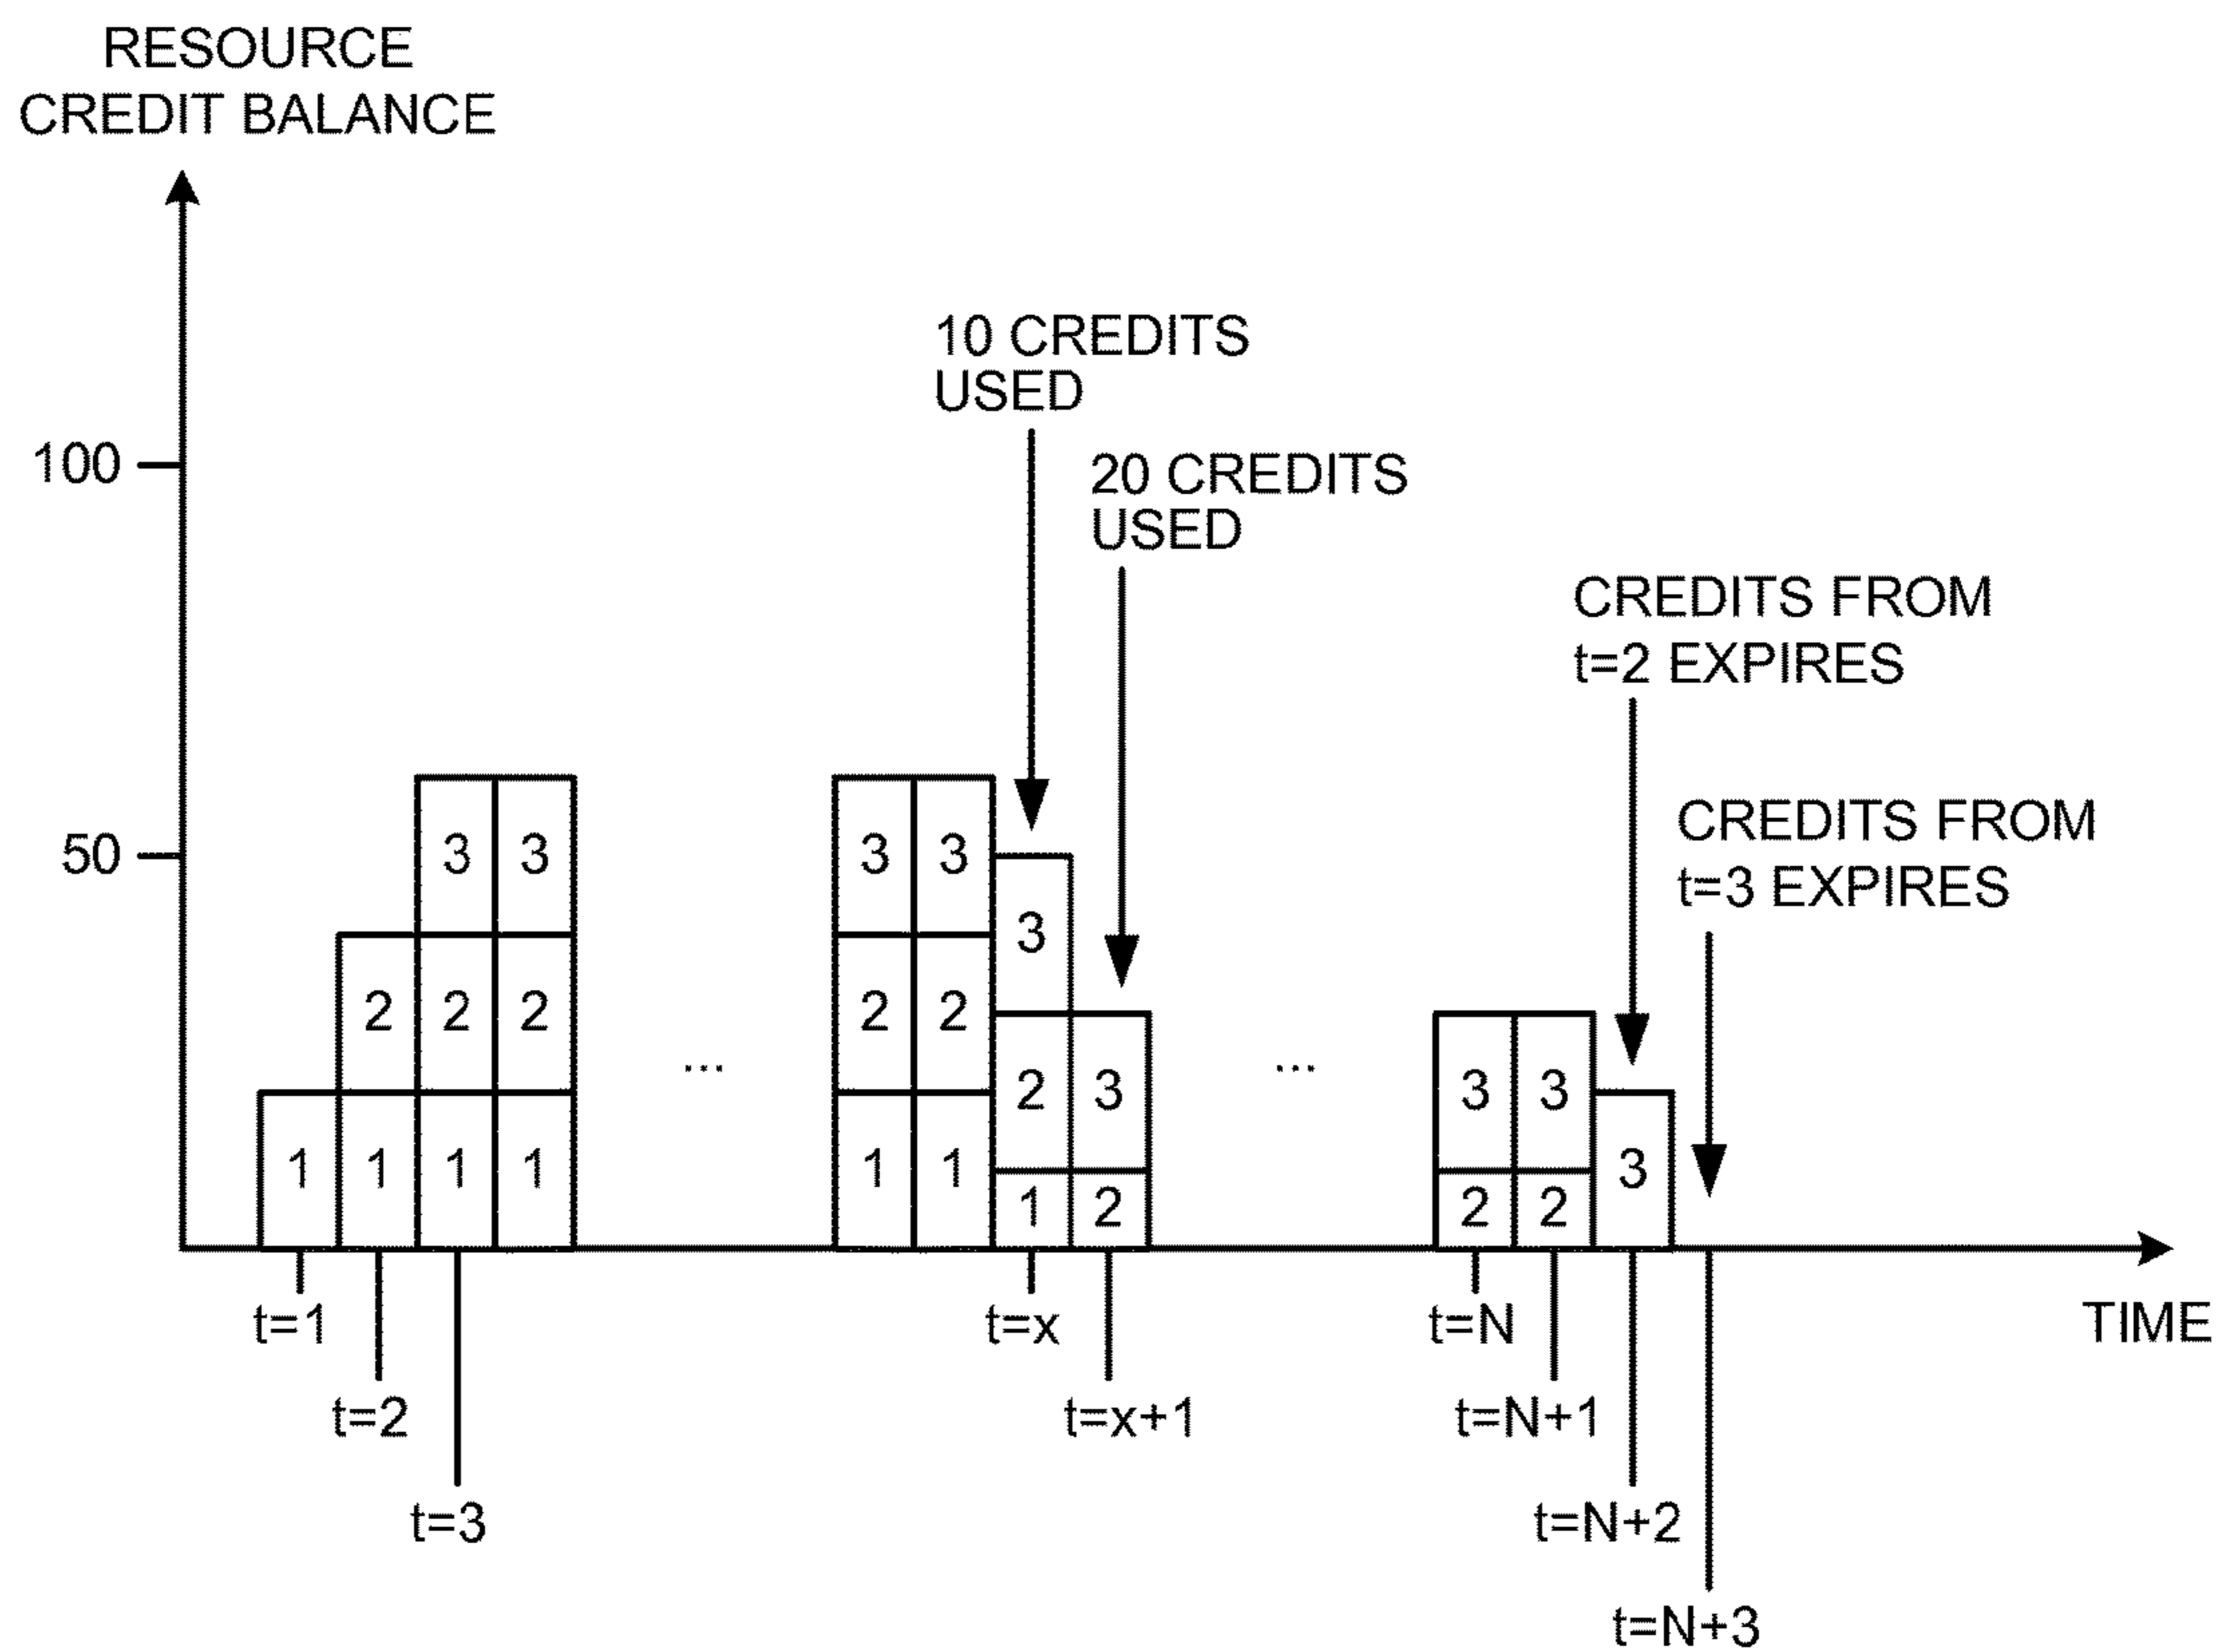 RESOURCE
CREDIT BALANCE
10 CREDITS
USED
100
20 CREDITS
USED
CREDITS FROM
t=2 EXPIRES
CREDITS FROM
t=3 EXPIRES
50
3 3 3 3
3
2 2 2 2 2
... ...
2 3 3 3
1 1 1 1 1 1 3
1 2 2 2
t=1 t=x t=N TIME
t=2 t=x+1 t=N+1
t=3 t=N+2
t=N+3